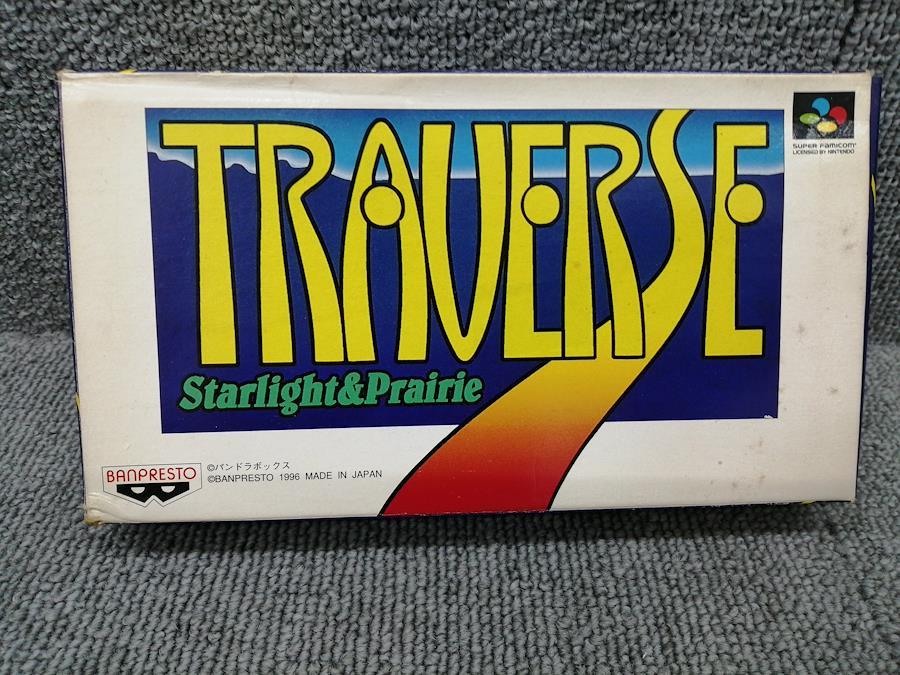 TRAVERSE
Starlight&Prairie
SUPER FAMICOM
LICENSED BY NINTENDO
BANPRESTO
©パンドラボックス
©BANPRESTO 1996 MADE IN JAPAN